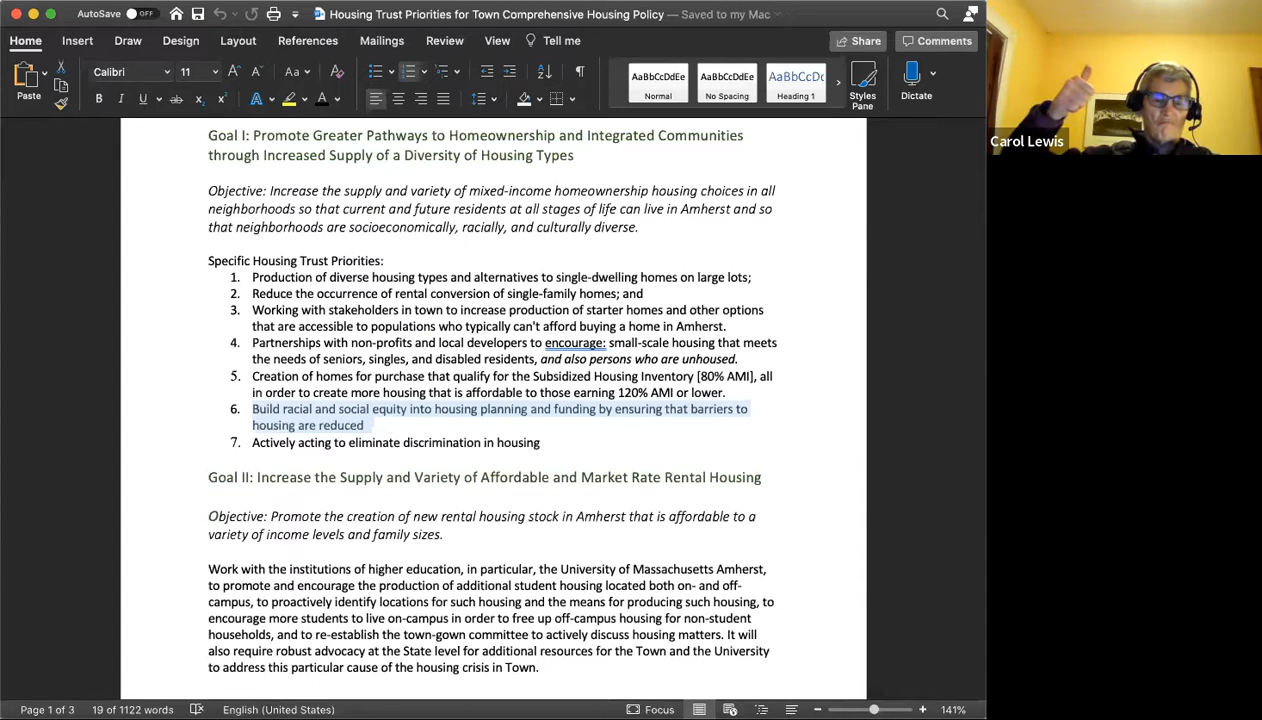 AutoSave OFF Housing Trust Priorities for Town Comprehensive Housing Policy — Saved to my Mac
Home Insert Draw Design Layout References Mailings Review View Tell me Share Comments
Paste Calibri 11 A A Aa A
B I U ab x₂ x² A A
AaBbCcDdEe AaBbCcDdEe AaBbCcDc
Normal No Spacing Heading 1 Styles Pane Dictate
Goal I: Promote Greater Pathways to Homeownership and Integrated Communities
through Increased Supply of a Diversity of Housing Types
Objective: Increase the supply and variety of mixed-income homeownership housing choices in all
neighborhoods so that current and future residents at all stages of life can live in Amherst and so
that neighborhoods are socioeconomically, racially, and culturally diverse.
Specific Housing Trust Priorities:
1. Production of diverse housing types and alternatives to single-dwelling homes on large lots;
2. Reduce the occurrence of rental conversion of single-family homes; and
3. Working with stakeholders in town to increase production of starter homes and other options
that are accessible to populations who typically can't afford buying a home in Amherst.
4. Partnerships with non-profits and local developers to encourage: small-scale housing that meets
the needs of seniors, singles, and disabled residents, and also persons who are unhoused.
5. Creation of homes for purchase that qualify for the Subsidized Housing Inventory [80% AMI], all
in order to create more housing that is affordable to those earning 120% AMI or lower.
6. Build racial and social equity into housing planning and funding by ensuring that barriers to
housing are reduced
7. Actively acting to eliminate discrimination in housing
Goal II: Increase the Supply and Variety of Affordable and Market Rate Rental Housing
Objective: Promote the creation of new rental housing stock in Amherst that is affordable to a
variety of income levels and family sizes.
Work with the institutions of higher education, in particular, the University of Massachusetts Amherst,
to promote and encourage the production of additional student housing located both on- and off-
campus, to proactively identify locations for such housing and the means for producing such housing, to
encourage more students to live on-campus in order to free up off-campus housing for non-student
households, and to re-establish the town-gown committee to actively discuss housing matters. It will
also require robust advocacy at the State level for additional resources for the Town and the University
to address this particular cause of the housing crisis in Town.
Page 1 of 3 19 of 1122 words English (United States) Focus 141%
Carol Lewis